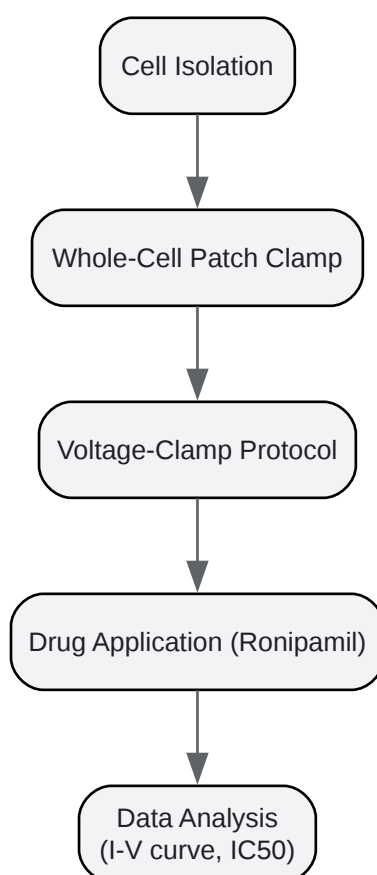 Cell Isolation
Whole-Cell Patch Clamp
Voltage-Clamp Protocol
Drug Application (Ronipamil)
Data Analysis
(I-V curve, IC50)